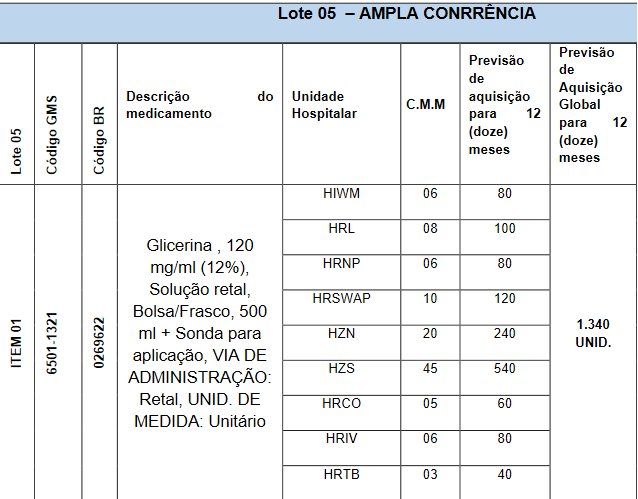 Lote 05 – AMPLA CONRRÊNCIA
Lote 05
Código GMS
Código BR
Descrição do
medicamento
Unidade
Hospitalar
C.M.M
Previsão
de
aquisição
para 12
(doze)
meses
Previsão
de
Aquisição
Global
para 12
(doze)
meses
ITEM 01
6501-1321
0269622
Glicerina , 120
mg/ml (12%),
Solução retal,
Bolsa/Frasco, 500
ml + Sonda para
aplicação, VIA DE
ADMINISTRAÇÃO:
Retal, UNID. DE
MEDIDA: Unitário
HIWM 06 80
HRL 08 100
HRNP 06 80
HRSWAP 10 120
HZN 20 240
HZS 45 540
HRCO 05 60
HRIV 06 80
HRTB 03 40
1.340
UNID.